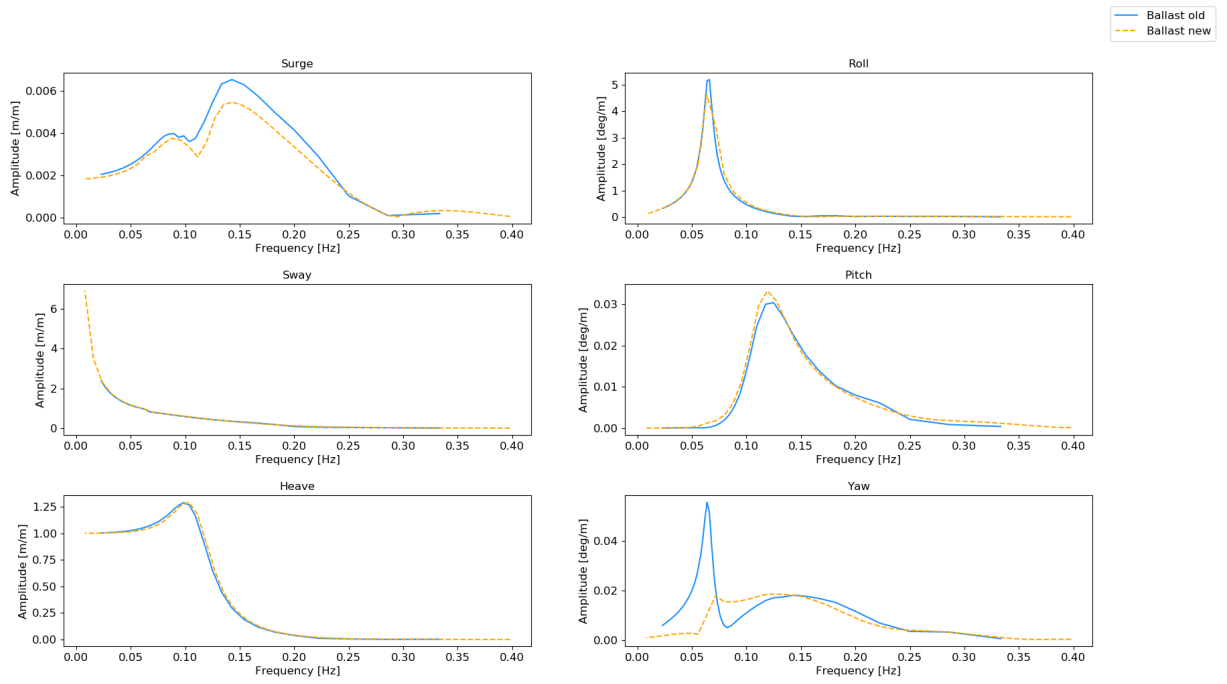 Ballast old
Ballast new
Surge
Amplitude [m/m]
0.006
0.004
0.002
0.000
0.00 0.05 0.10 0.15 0.20 0.25 0.30 0.35 0.40
Frequency [Hz]
Roll
Amplitude [deg/m]
5
4
3
2
1
0
0.00 0.05 0.10 0.15 0.20 0.25 0.30 0.35 0.40
Frequency [Hz]
Sway
Amplitude [m/m]
6
4
2
0
0.00 0.05 0.10 0.15 0.20 0.25 0.30 0.35 0.40
Frequency [Hz]
Pitch
Amplitude [deg/m]
0.03
0.02
0.01
0.00
0.00 0.05 0.10 0.15 0.20 0.25 0.30 0.35 0.40
Frequency [Hz]
Heave
Amplitude [m/m]
1.25
1.00
0.75
0.50
0.25
0.00
0.00 0.05 0.10 0.15 0.20 0.25 0.30 0.35 0.40
Frequency [Hz]
Yaw
Amplitude [deg/m]
0.04
0.02
0.00
0.00 0.05 0.10 0.15 0.20 0.25 0.30 0.35 0.40
Frequency [Hz]